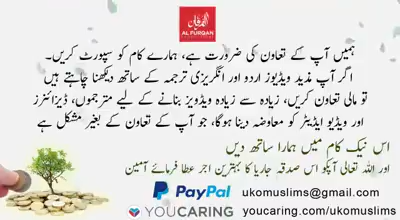 الفرقان
AL FURQAN
ہمیں آپ کے تعاون کی ضرورت ہے، ہمارے کام کو سپورٹ کریں۔
اگر آپ مذید ویڈیوز اردو اور انگریزی ترجمہ کے ساتھ دیکھنا چاہتے ہیں
تو مالی تعاون کریں، زیادہ سے زیادہ ویڈویز بنانے کے لیے مترجموں، ڈیزائنرز
اور ویڈیو ایڈیٹر کو معاوضہ دینا ہوگا، جو آپ کے تعاون کے بغیر مشکل ہے
اس نیک کام میں ہمارا ساتھ دیں
اور اللہ تعالی آپکو اس صدقہ جاریا کا بہترین اجر عطا فرمائے آمین
PayPal ukomuslims@gmail.com
YOUCARING youcaring.com/ukomuslims